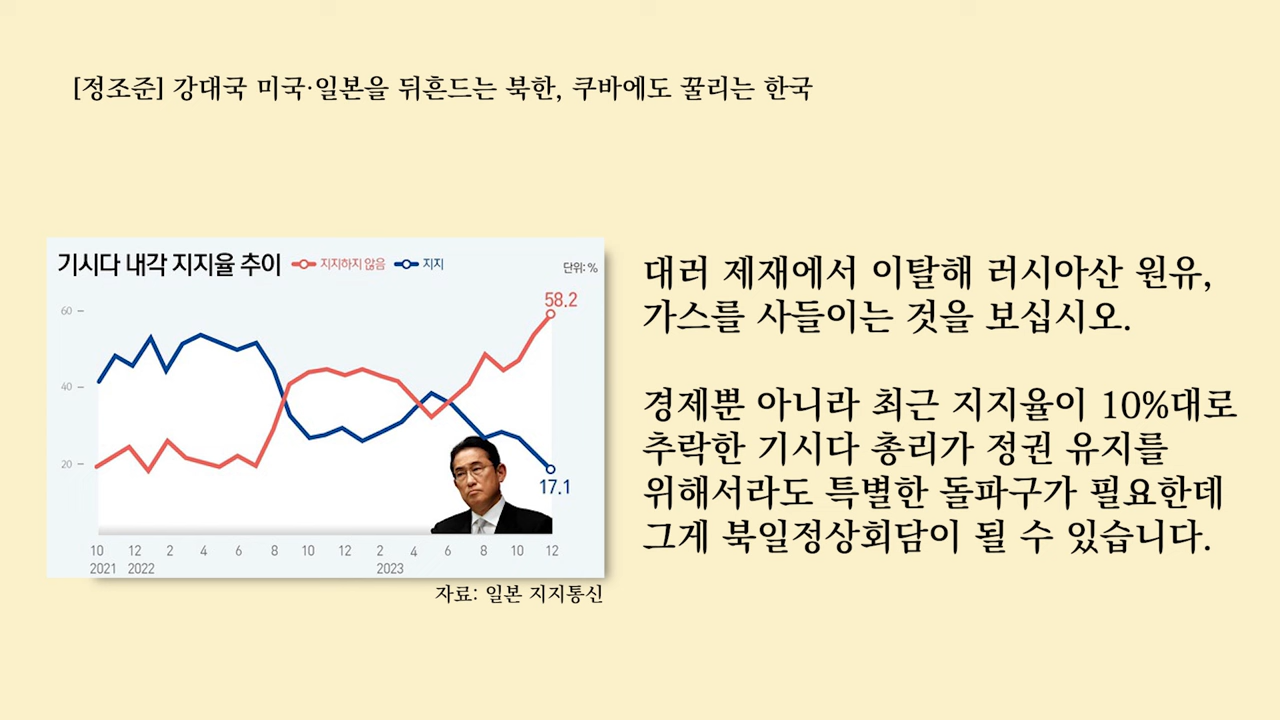 [정조준] 강대국 미국·일본을 뒤흔드는 북한, 쿠바에도 꿀리는 한국
기시다 내각 지지율 추이 지지하지 않음 지지
단위: %
58.2
60
40
20
17.1
10 12 2 4 6 8 10 12 2 4 6 8 10 12
2021 2022 2023
자료: 일본 지지통신
대러 제재에서 이탈해 러시아산 원유,
가스를 사들이는 것을 보십시오.
경제뿐 아니라 최근 지지율이 10%대로
추락한 기시다 총리가 정권 유지를
위해서라도 특별한 돌파구가 필요한데
그게 북일정상회담이 될 수 있습니다.